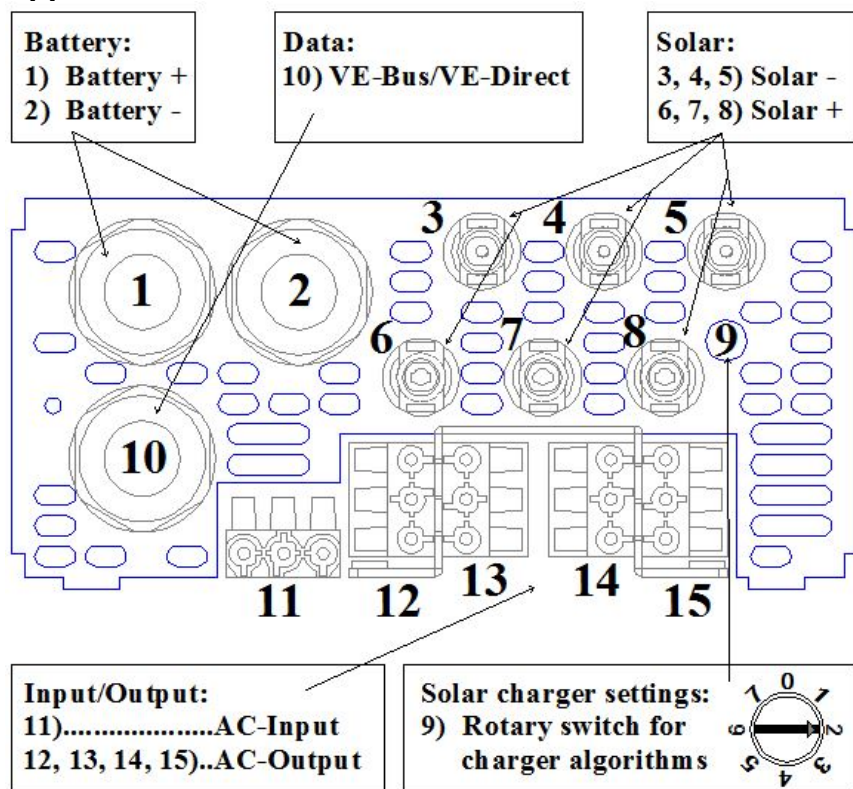 Battery:
1) Battery +
2) Battery -
Data:
10) VE-Bus/VE-Direct
Solar:
3, 4, 5) Solar -
6, 7, 8) Solar +
3 4 5
1 2
6 7 8 9
10
11 12 13 14 15
Input/Output:
11).....................AC-Input
12, 13, 14, 15)..AC-Output
Solar charger settings:
9) Rotary switch for
charger algorithms
0 1 2 3 4 5 6 7